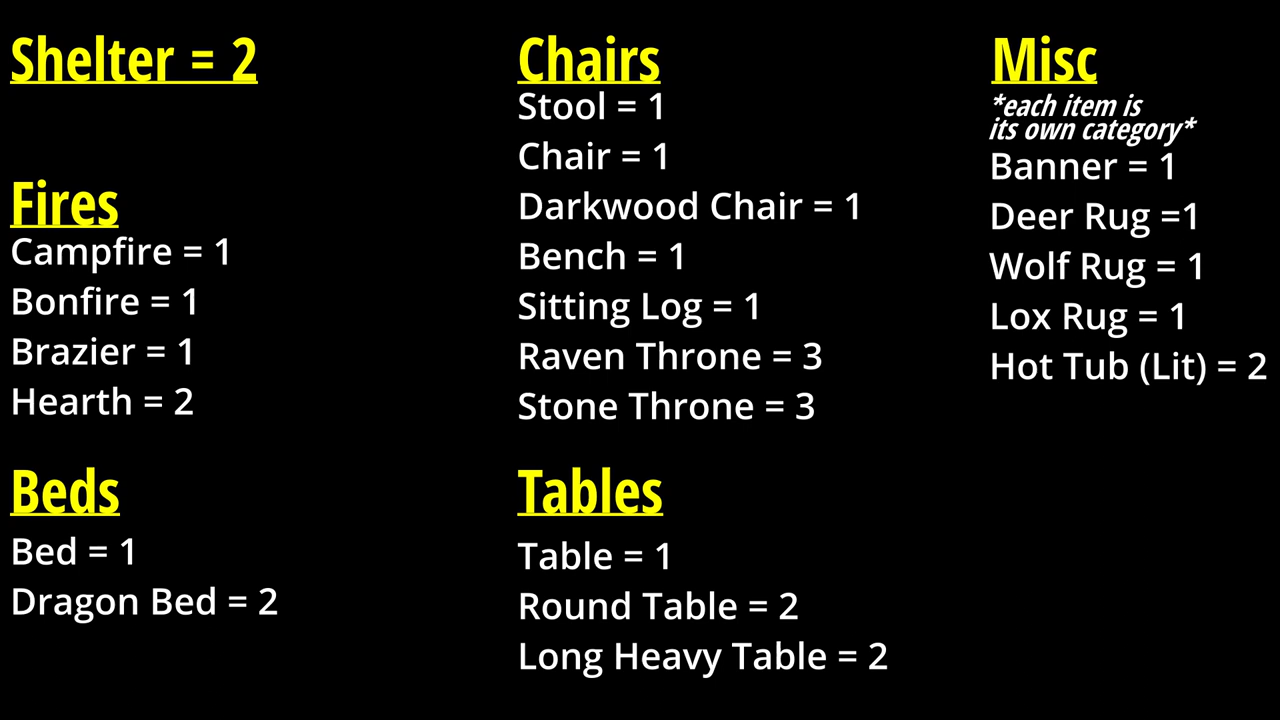 Shelter = 2
Fires
Campfire = 1
Bonfire = 1
Brazier = 1
Hearth = 2
Beds
Bed = 1
Dragon Bed = 2
Chairs
Stool = 1
Chair = 1
Darkwood Chair = 1
Bench = 1
Sitting Log = 1
Raven Throne = 3
Stone Throne = 3
Tables
Table = 1
Round Table = 2
Long Heavy Table = 2
Misc
*each item is
its own category*
Banner = 1
Deer Rug =1
Wolf Rug = 1
Lox Rug = 1
Hot Tub (Lit) = 2